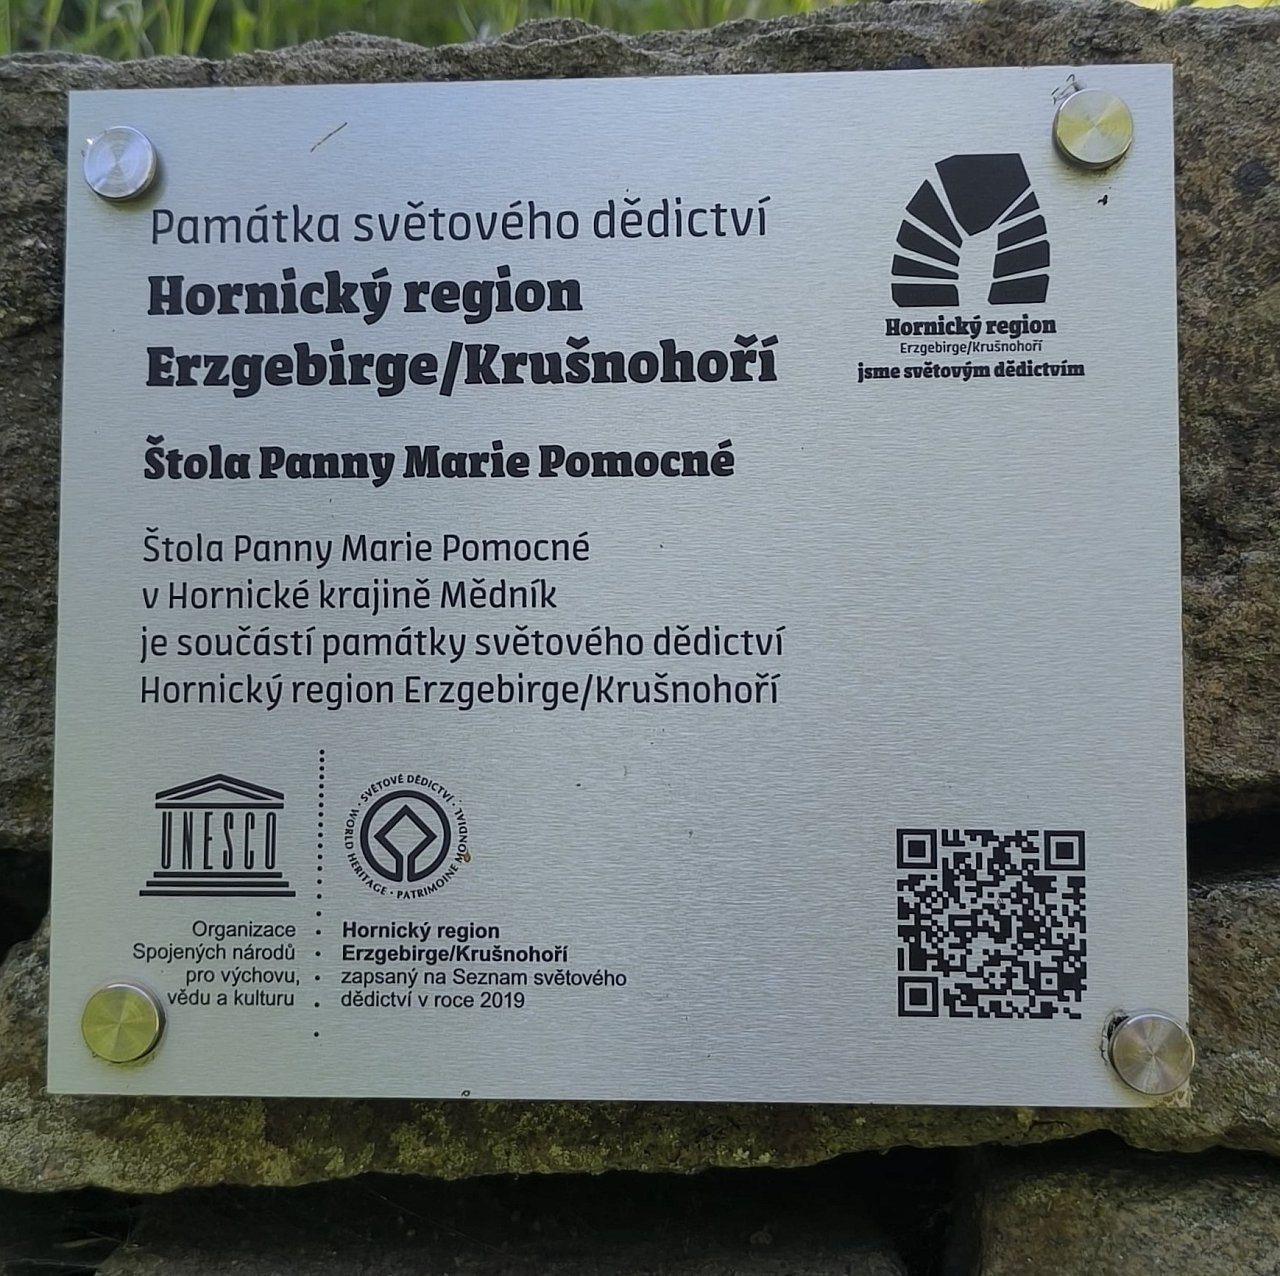 Památka světového dědictví
Hornický region
Erzgebirge/Krušnohoří
Hornický region
Erzgebirge/Krušnohoří
jsme světovým dědictvím
Štola Panny Marie Pomocné
Štola Panny Marie Pomocné
v Hornické krajině Mědník
je součástí památky světového dědictví
Hornický region Erzgebirge/Krušnohoří
UNESCO
Organizace
Spojených národů
pro výchovu,
vědu a kulturu
· SVĚTOVÉ DĚDICTVÍ · WORLD HERITAGE · PATRIMOINE MONDIAL
Hornický region
Erzgebirge/Krušnohoří
zapsaný na Seznam světového
dědictví v roce 2019